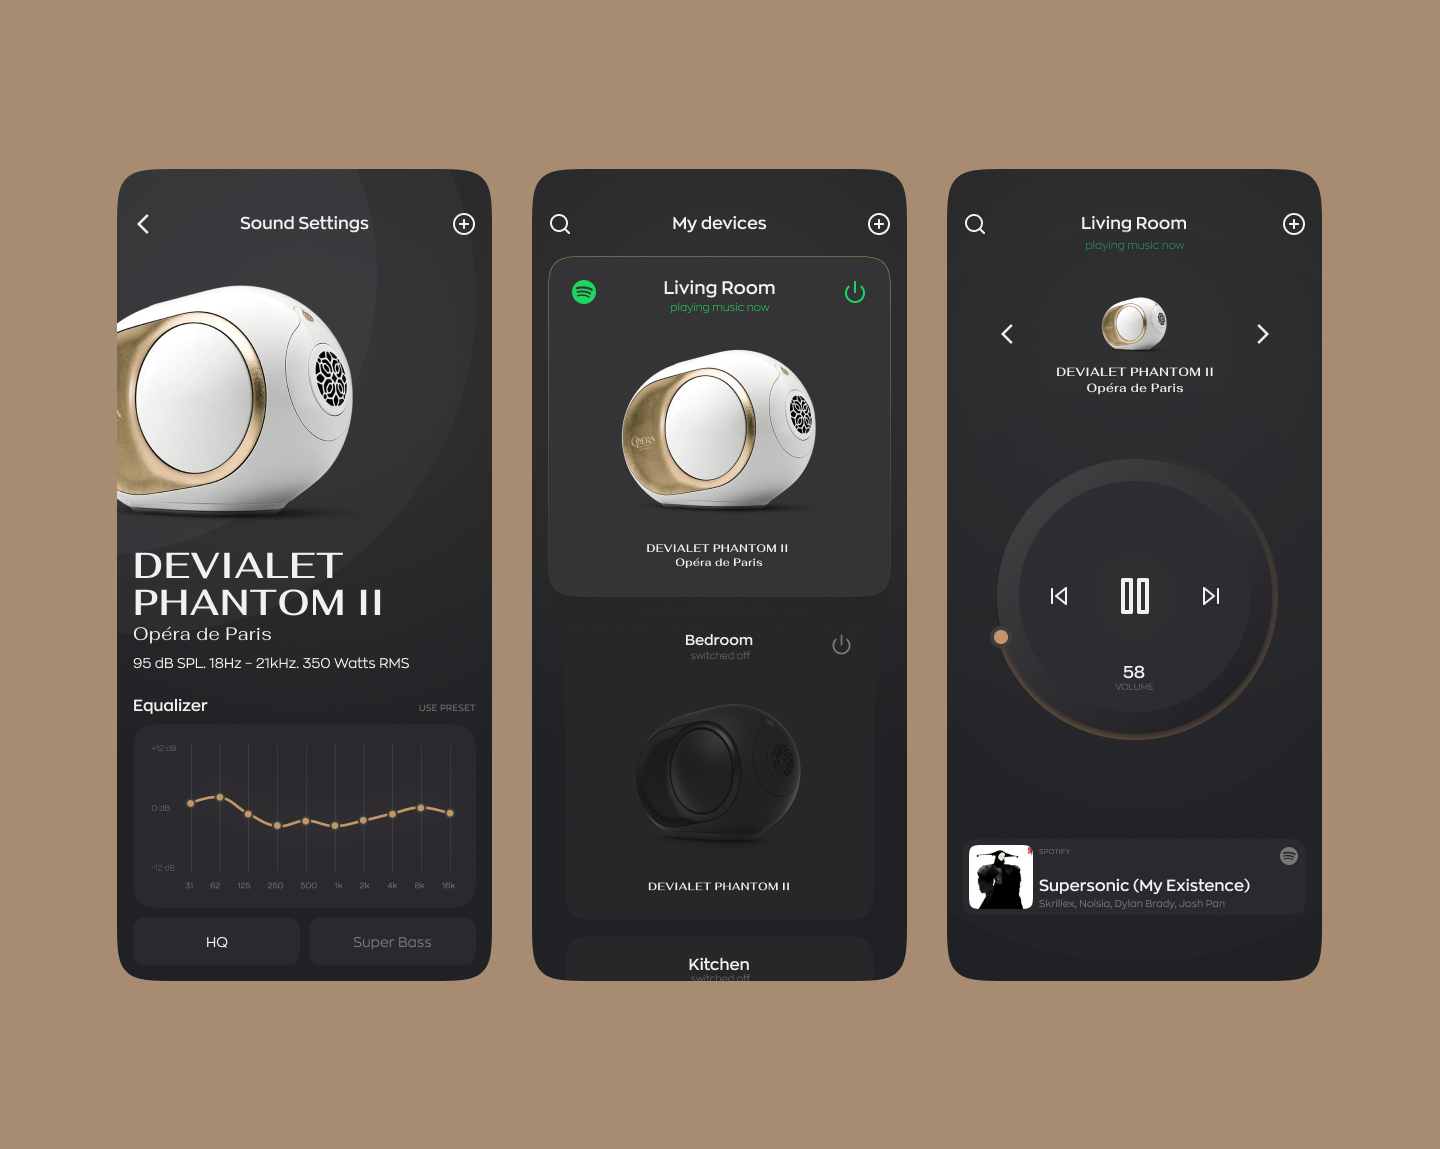 Sound Settings
DEVIALET
PHANTOM II
Opéra de Paris
95 dB SPL. 18Hz – 21kHz. 350 Watts RMS
Equalizer
USE PRESET
+12 dB
0 dB
-12 dB
31 62 125 250 500 1k 2k 4k 8k 16k
HQ
Super Bass
My devices
Living Room
playing music now
OPERA
DEVIALET PHANTOM II
Opéra de Paris
Bedroom
switched off
DEVIALET PHANTOM II
Kitchen
switched off
Living Room
playing music now
DEVIALET PHANTOM II
Opéra de Paris
58
VOLUME
SPOTIFY
Supersonic (My Existence)
Skrillex, Noisia, Dylan Brady, Josh Pan